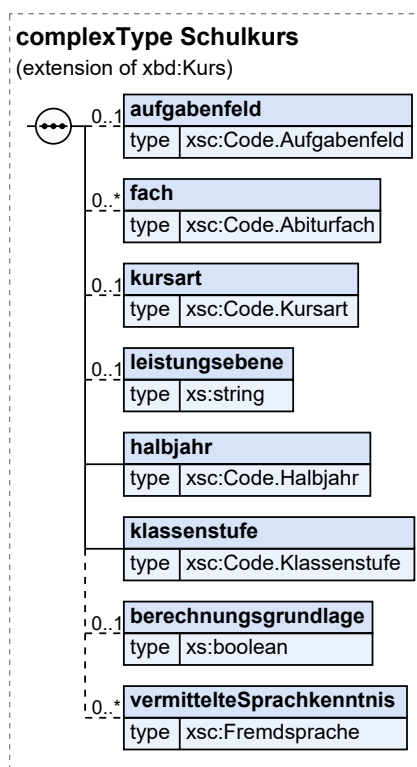 complexType Schulkurs
(extension of xbd:Kurs)
0..1 aufgabenfeld
type xsc:Code.Aufgabenfeld
0..* fach
type xsc:Code.Abiturfach
0..1 kursart
type xsc:Code.Kursart
0..1 leistungsebene
type xs:string
halbjahr
type xsc:Code.Halbjahr
klassenstufe
type xsc:Code.Klassenstufe
0..1 berechnungsgrundlage
type xs:boolean
0..* vermittelteSprachkenntnis
type xsc:Fremdsprache